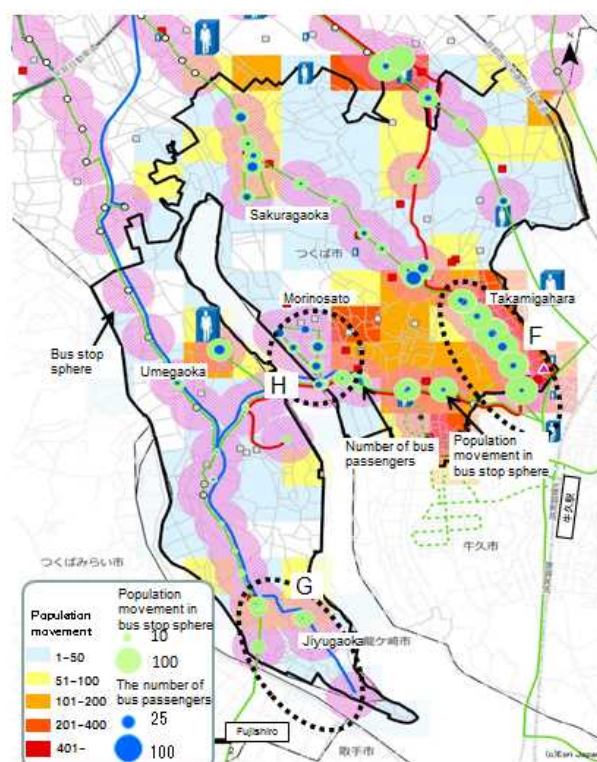 Sakuragaoka
つくば市
Takamigahara
Morinosato
F
Bus stop
sphere
Umegaoka
H
Number of bus
passengers
Population
movement in
bus stop sphere
牛久駅
牛久市
つくばみらい市
G
Jiyugaoka
龍ケ崎市
Population
movement
1-50
51-100
101-200
201-400
401-
Population
movement in
bus stop sphere
10
100
The number of
bus passengers
25
100
Fujishiro
2
取手市